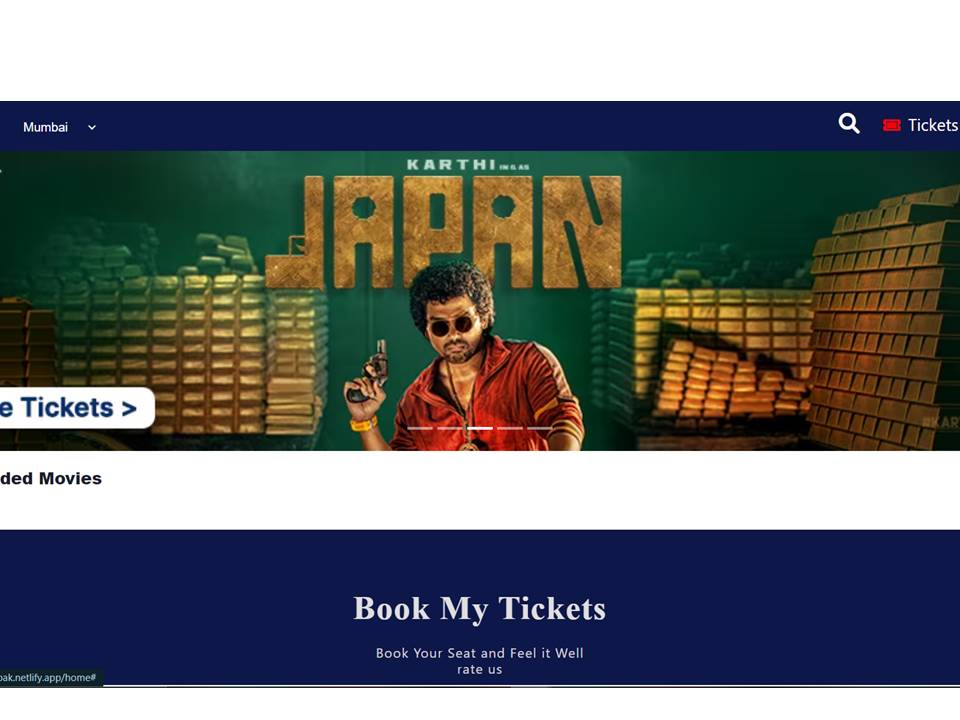 Mumbai
Tickets
KARTHI IN & AS
JAPAN
e Tickets >
#KAR
ded Movies
Book My Tickets
Book Your Seat and Feel it Well
rate us
pak.netlify.app/home#